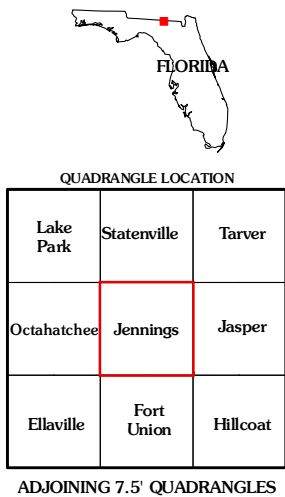 FLORIDA
QUADRANGLE LOCATION
Lake
Park
Statenville
Tarver
Octahatchee
Jennings
Jasper
Ellaville
Fort
Union
Hillcoat
ADJOINING 7.5' QUADRANGLES